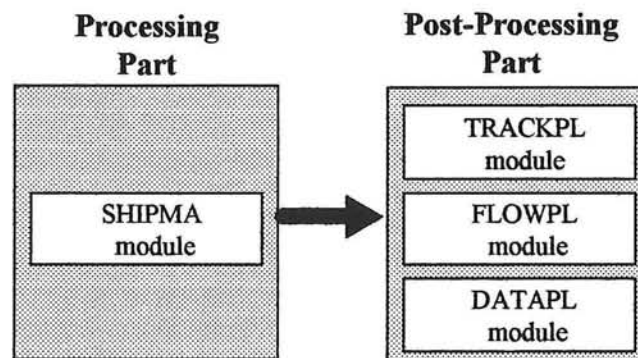 Processing
Part
Post-Processing
Part
SHIPMA
module
TRACKPL
module
FLOWPL
module
DATAPL
module